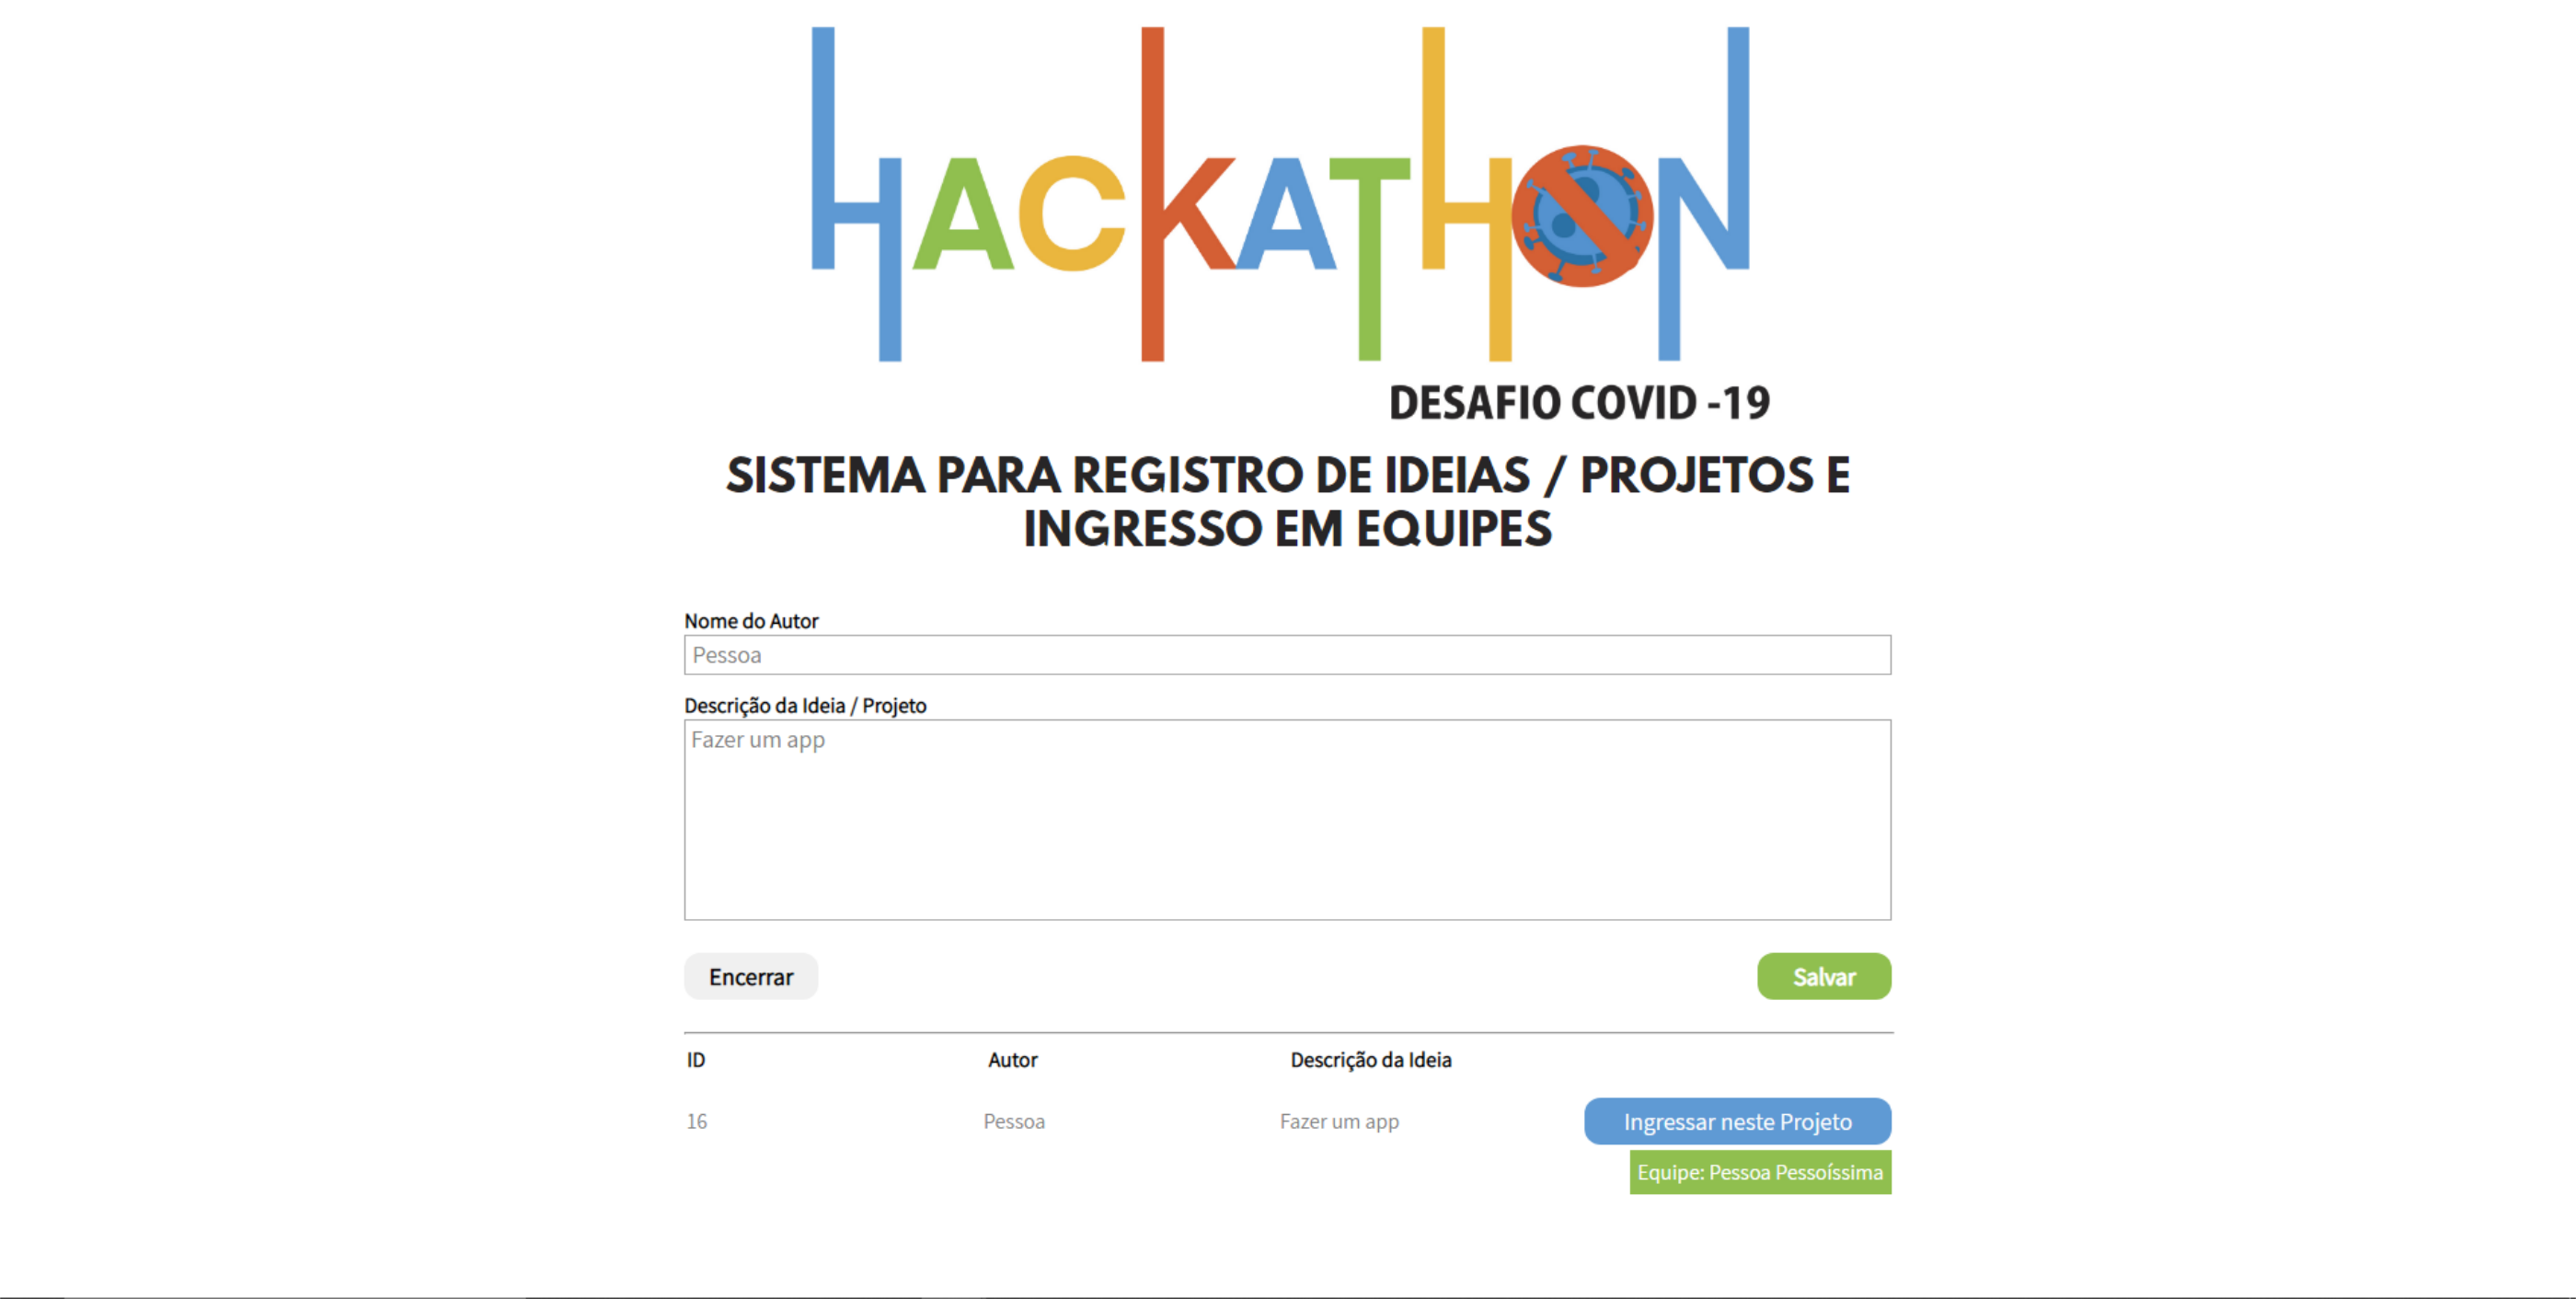 HACKATHON
DESAFIO COVID -19
SISTEMA PARA REGISTRO DE IDEIAS / PROJETOS E
INGRESSO EM EQUIPES
Nome do Autor
Pessoa
Descrição da Ideia / Projeto
Fazer um app
Encerrar Salvar
ID Autor Descrição da Ideia
16 Pessoa Fazer um app Ingressar neste Projeto
Equipe: Pessoa Pessoíssima